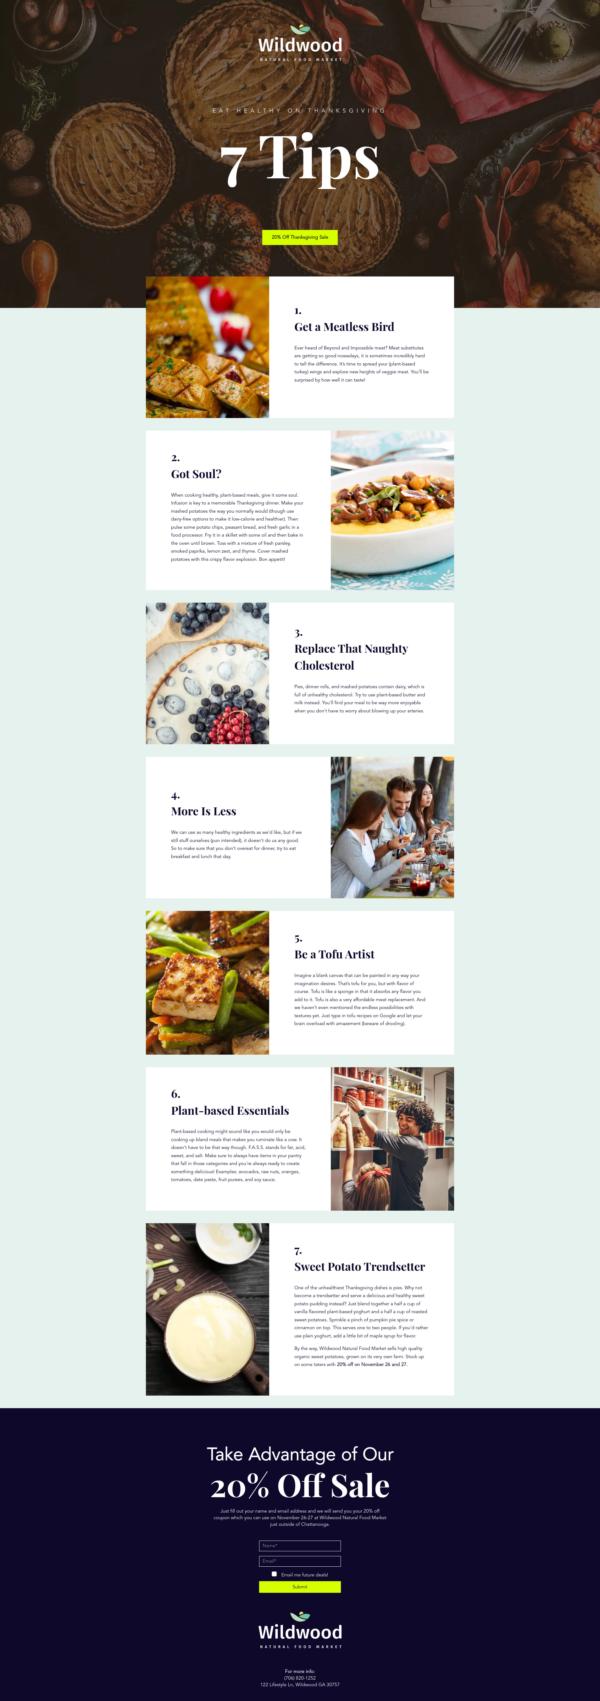 Wildwood
NATURAL FOOD MARKET
EAT HEALTHY ON THANKSGIVING
7 Tips
20% Off Thanksgiving Sale
1.
Get a Meatless Bird
Ever heard of Beyond and Impossible meat? Meat substitutes
are getting so good nowadays, it is sometimes incredibly hard
to tell the difference. It's time to spread your (plant-based
turkey) wings and explore new heights of veggie meat. You'll be
surprised by how well it can taste!
2.
Got Soul?
When cooking healthy, plant-based meals, give it some soul.
Infusion is key to a memorable Thanksgiving dinner. Make your
mashed potatoes the way you normally would (though use
dairy-free options to make it low-calorie and healthier). Then
pulse some potato chips, peasant bread, and fresh garlic in a
food processor. Fry it in a skillet with some oil and then bake in
the oven until brown. Toss with a mixture of fresh parsley,
smoked paprika, lemon zest, and thyme. Cover mashed
potatoes with this crispy flavor explosion. Bon appetit!
3.
Replace That Naughty
Cholesterol
Pies, dinner rolls, and mashed potatoes contain dairy, which is
full of unhealthy cholesterol. Try to use plant-based butter and
milk instead. You'll find your meal to be way more enjoyable
when you don't have to worry about blowing up your arteries.
4.
More Is Less
We can use as many healthy ingredients as we'd like, but if we
still stuff ourselves (pun intended), it doesn't do us any good.
So to make sure that you don't overeat for dinner, try to eat
breakfast and lunch that day.
5.
Be a Tofu Artist
Imagine a blank canvas that can be painted in any way your
imagination desires. That's tofu for you, but with flavor of
course. Tofu is like a sponge in that it absorbs any flavor you
add to it. Tofu is also a very affordable meat replacement. And
we haven't even mentioned the endless possibilities with
textures yet. Just type in tofu recipes on Google and let your
brain overload with amazement (beware of drooling).
6.
Plant-based Essentials
Plant-based cooking might sound like you would only be
cooking up bland meals that makes you ruminate like a cow. It
doesn't have to be that way though. F.A.S.S. stands for fat, acid,
sweet, and salt. Make sure to always have items in your pantry
that fall in those categories and you're always ready to create
something delicious! Examples: avocados, raw nuts, oranges,
tomatoes, date paste, fruit purees, and soy sauce.
7.
Sweet Potato Trendsetter
One of the unhealthiest Thanksgiving dishes is pies. Why not
become a trendsetter and serve a delicious and healthy sweet
potato pudding instead? Just blend together a half a cup of
vanilla flavored plant-based yoghurt and a half a cup of roasted
sweet potatoes. Sprinkle a pinch of pumpkin pie spice or
cinnamon on top. This serves one to two people. If you'd rather
use plain yoghurt, add a little bit of maple syrup for flavor.
By the way, Wildwood Natural Food Market sells high quality
organic sweet potatoes, grown on its very own farm. Stock up
on some taters with 20% off on November 26 and 27.
Take Advantage of Our
20% Off Sale
Just fill out your name and email address and we will send you your 20% off
coupon which you can use on November 26-27 at Wildwood Natural Food Market
just outside of Chattanooga.
Name*
Email*
Email me future deals!
Submit
Wildwood
NATURAL FOOD MARKET
For more info:
(706) 820-1252
122 Lifestyle Ln, Wildwood GA 30757